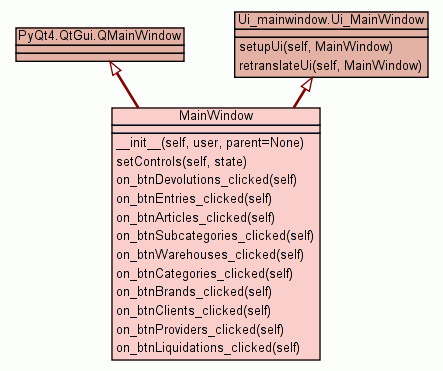 PyQt4.QtGui.QMainWindow
Ui_mainwindow.Ui_MainWindow
setupUi(self, MainWindow)
retranslateUi(self, MainWindow)
MainWindow
__init__(self, user, parent=None)
setControls(self, state)
on_btnDevolutions_clicked(self)
on_btnEntries_clicked(self)
on_btnArticles_clicked(self)
on_btnSubcategories_clicked(self)
on_btnWarehouses_clicked(self)
on_btnCategories_clicked(self)
on_btnBrands_clicked(self)
on_btnClients_clicked(self)
on_btnProviders_clicked(self)
on_btnLiquidations_clicked(self)